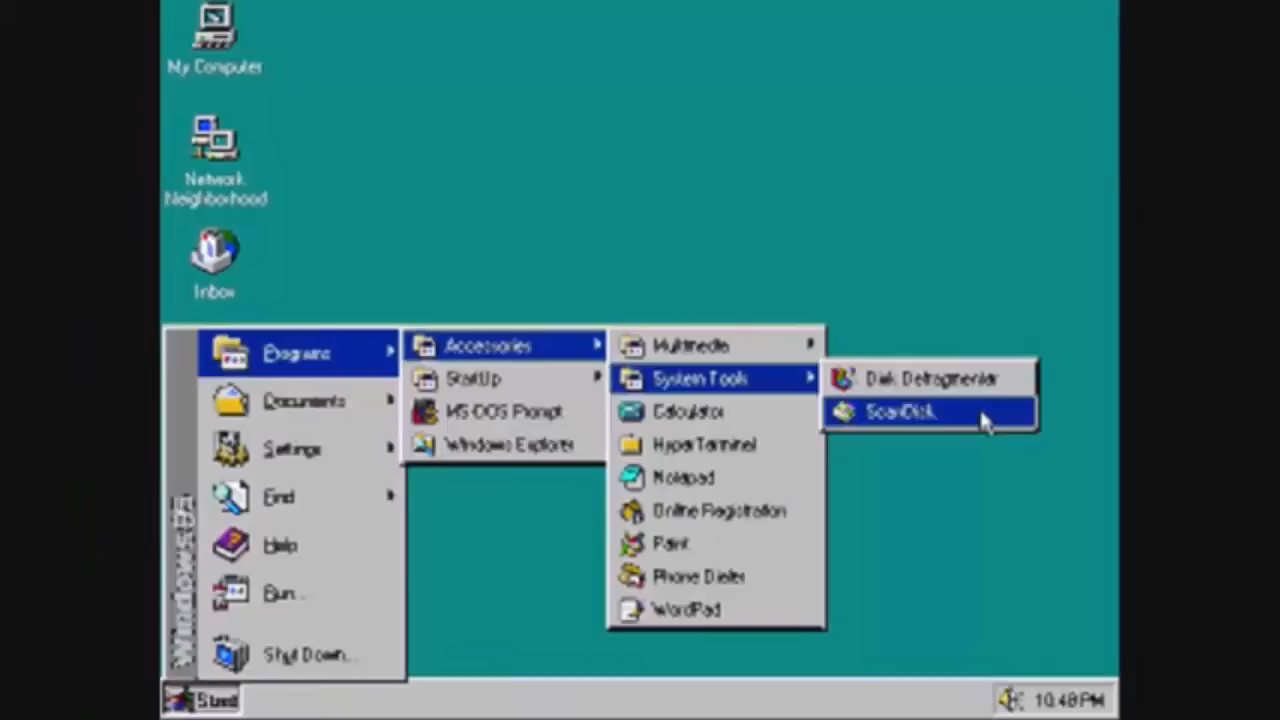 My Computer
Network
Neighborhood
Inbox
Programs
Documents
Settings
Find
Help
Run...
Shut Down...
Windows95
Accessories
StartUp
MS-DOS Prompt
Windows Explorer
Multimedia
System Tools
Calculator
HyperTerminal
Notepad
Online Registration
Paint
Phone Dialer
WordPad
Disk Defragmenter
ScanDisk
Start
10:48 PM